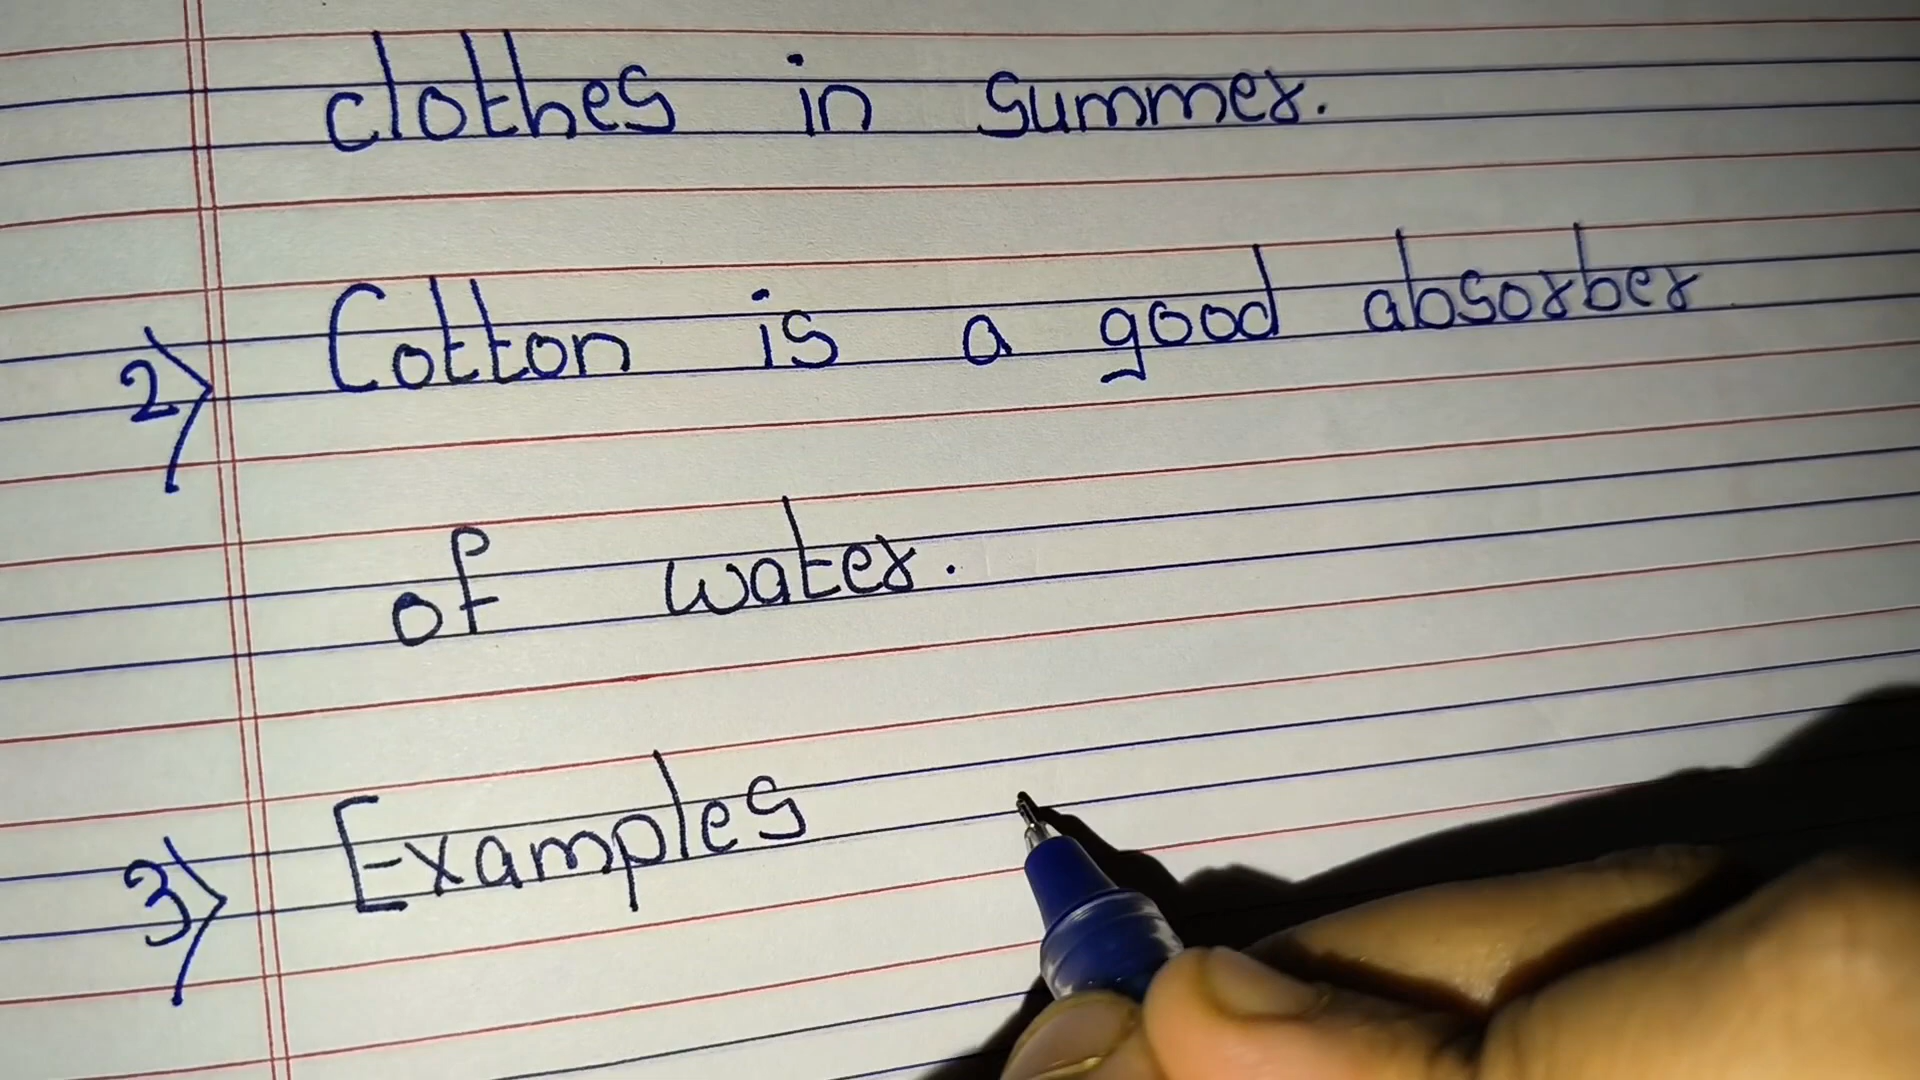 clothes in summer.
2) Cotton is a good absorber
of water.
3) Examples